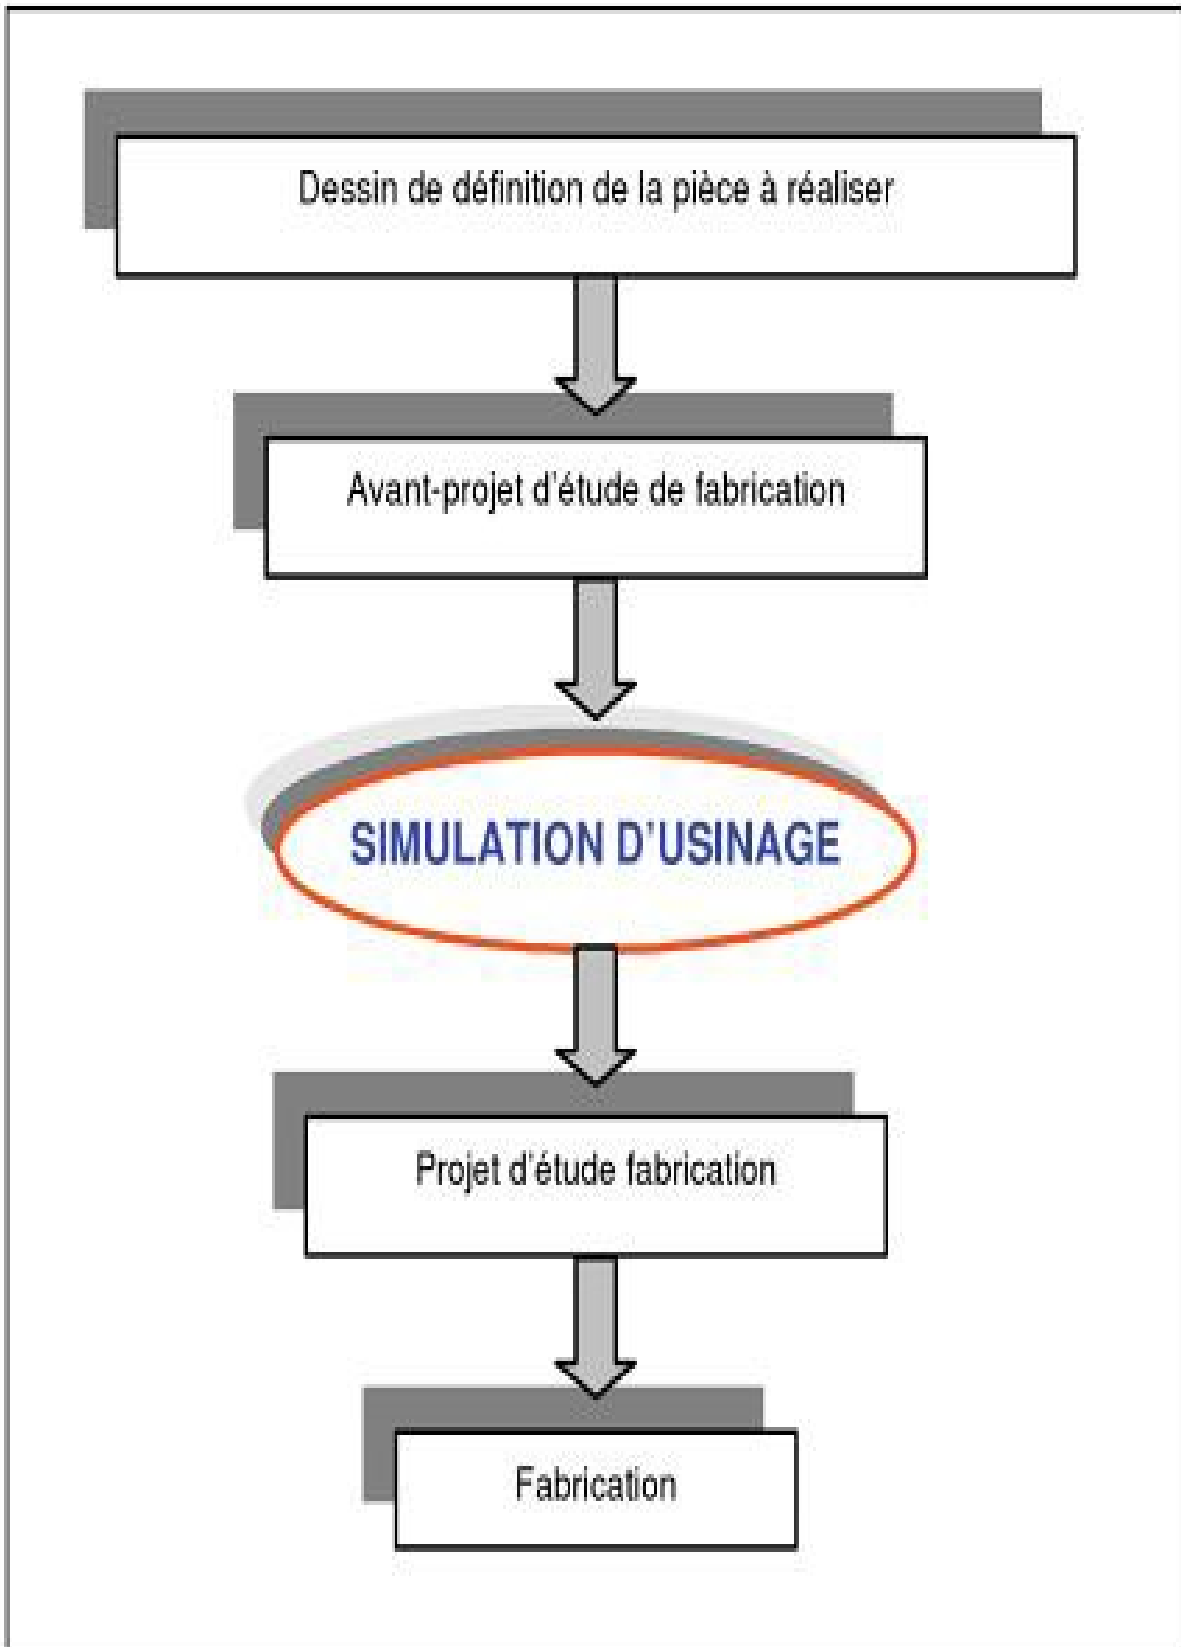 Dessin de définition de la pièce à réaliser
Avant-projet d'étude de fabrication
SIMULATION D'USINAGE
Projet d'étude fabrication
Fabrication